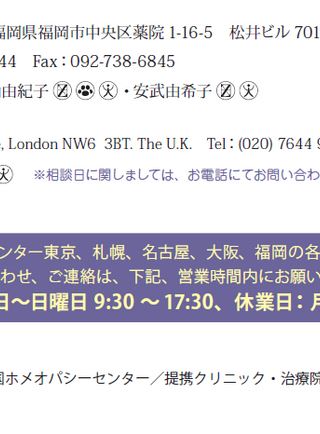 福岡県福岡市中央区薬院 1-16-5　松井ビル 701
44　Fax：092-738-6845
由紀子 Ⓩ 🐾 ㊋・安武由希子 Ⓩ ㊋
, London NW6 3BT. The U.K.　Tel：(020) 7644 9
㊋　※相談日に関しましては、お電話にてお問い合わ
ンター東京、札幌、名古屋、大阪、福岡の各
わせ、ご連絡は、下記、営業時間内にお願い
日〜日曜日 9:30 〜 17:30、休業日：月
国ホメオパシーセンター／提携クリニック・治療院